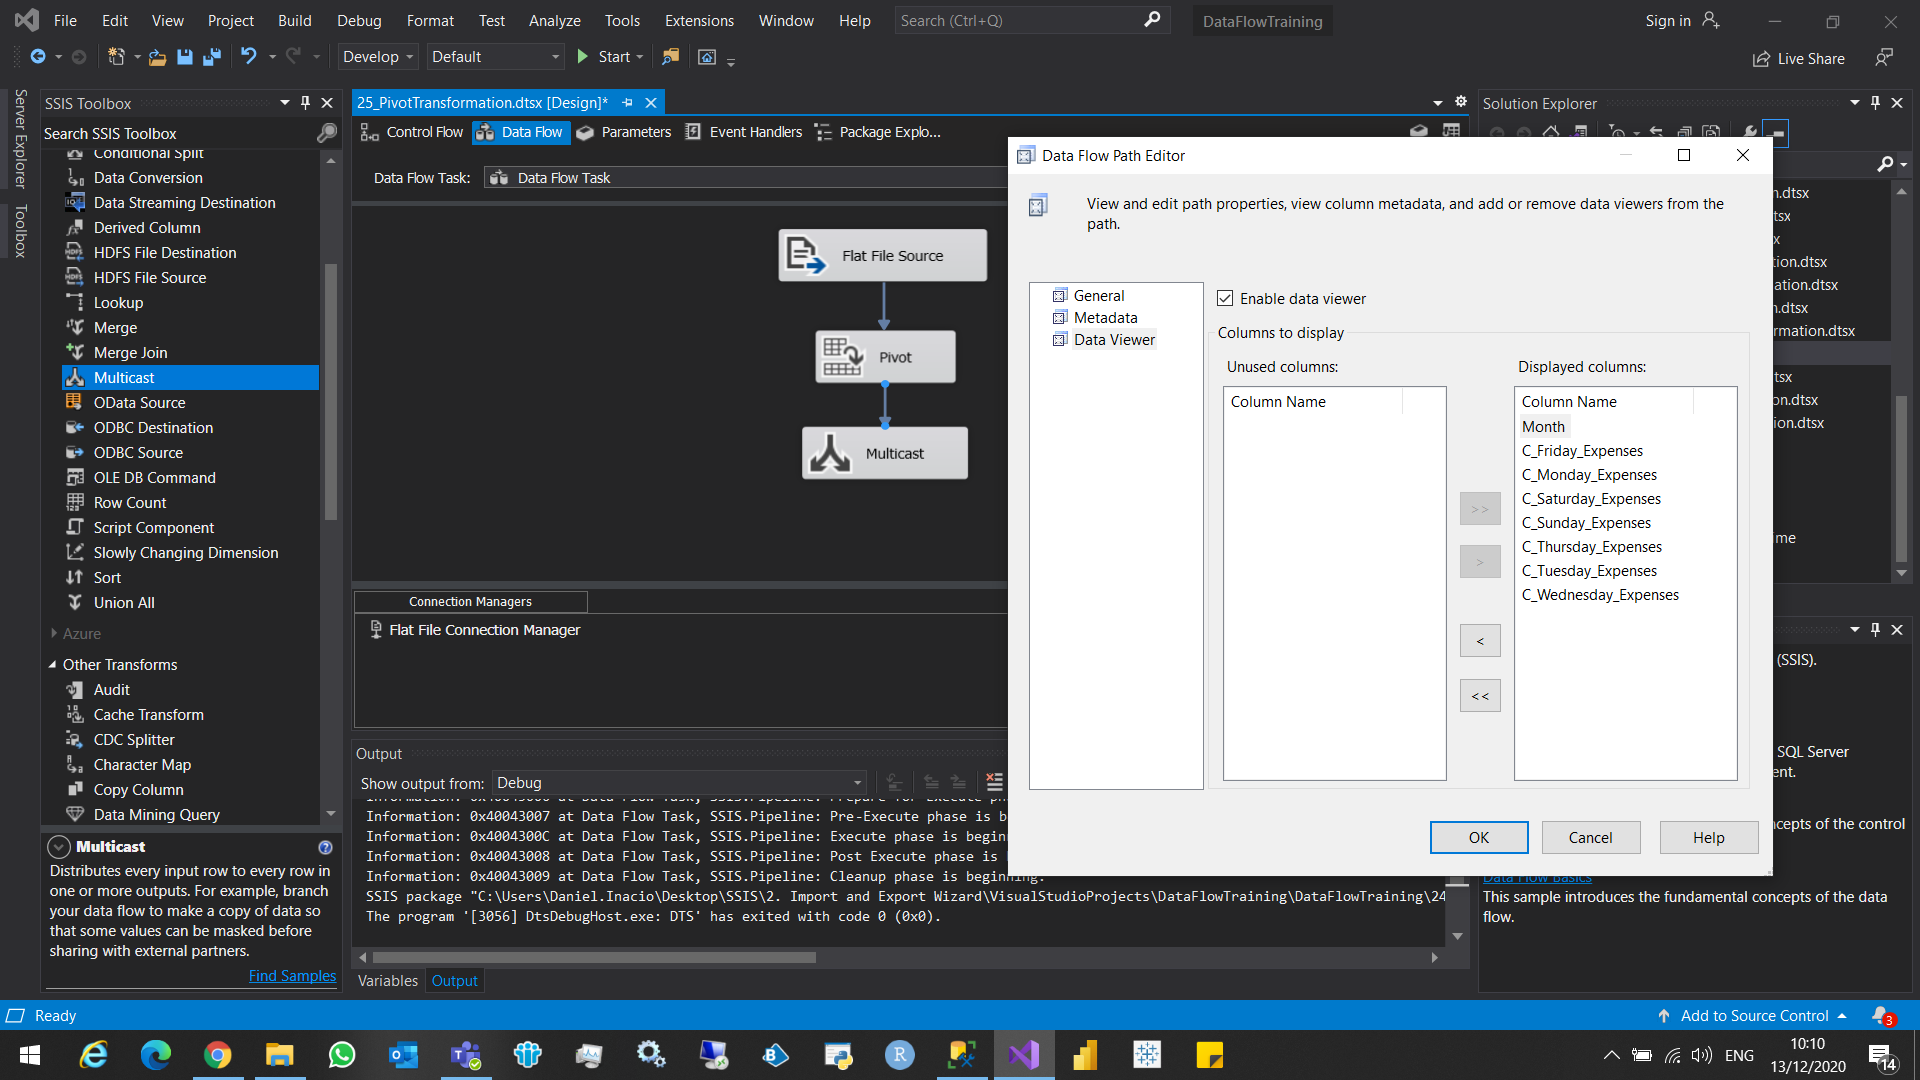 File Edit View Project Build Debug Format Test Analyze Tools Extensions Window Help Search (Ctrl+Q) DataFlowTraining Sign in
Develop Default Start Live Share
Server Explorer
Toolbox
SSIS Toolbox
Search SSIS Toolbox
Conditional Split
Data Conversion
Data Streaming Destination
Derived Column
HDFS File Destination
HDFS File Source
Lookup
Merge
Merge Join
Multicast
OData Source
ODBC Destination
ODBC Source
OLE DB Command
Row Count
Script Component
Slowly Changing Dimension
Sort
Union All
Azure
Other Transforms
Audit
Cache Transform
CDC Splitter
Character Map
Copy Column
Data Mining Query
Multicast
Distributes every input row to every row in
one or more outputs. For example, branch
your data flow to make a copy of data so
that some values can be masked before
sharing with external partners.
Find Samples
25_PivotTransformation.dtsx [Design]*
Control Flow Data Flow Parameters Event Handlers Package Explo...
Data Flow Task: Data Flow Task
Flat File Source
Pivot
Multicast
Connection Managers
Flat File Connection Manager
Output
Show output from: Debug
Information: 0x40043006 at Data Flow Task, SSIS.Pipeline: Prepare for Execute ph
Information: 0x40043007 at Data Flow Task, SSIS.Pipeline: Pre-Execute phase is b
Information: 0x4004300C at Data Flow Task, SSIS.Pipeline: Execute phase is begin
Information: 0x40043008 at Data Flow Task, SSIS.Pipeline: Post Execute phase is
Information: 0x40043009 at Data Flow Task, SSIS.Pipeline: Cleanup phase is beginning.
SSIS package "C:\Users\Daniel.Inacio\Desktop\SSIS\2. Import and Export Wizard\VisualStudioProjects\DataFlowTraining\DataFlowTraining\24
The program '[3056] DtsDebugHost.exe: DTS' has exited with code 0 (0x0).
Variables Output
Data Flow Path Editor
View and edit path properties, view column metadata, and add or remove data viewers from the
path.
General
Metadata
Data Viewer
Enable data viewer
Columns to display
Unused columns:
Column Name
>>
>
<
<<
Displayed columns:
Column Name
Month
C_Friday_Expenses
C_Monday_Expenses
C_Saturday_Expenses
C_Sunday_Expenses
C_Thursday_Expenses
C_Tuesday_Expenses
C_Wednesday_Expenses
OK Cancel Help
Solution Explorer
n.dtsx
tsx
x
tion.dtsx
ation.dtsx
n.dtsx
rmation.dtsx
tsx
on.dtsx
ion.dtsx
me
(SSIS).
SQL Server
ent.
cepts of the control
Data Flow Basics
This sample introduces the fundamental concepts of the data
flow.
Ready Add to Source Control 3
ENG 10:10
13/12/2020
14